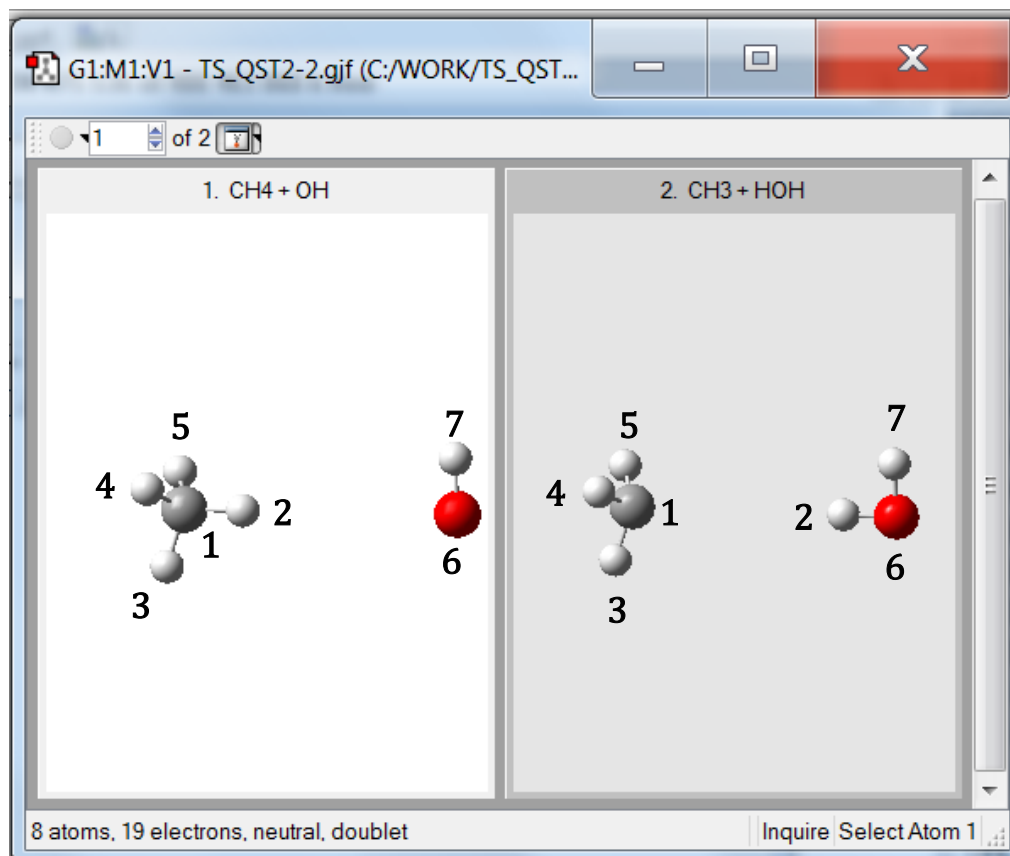 G1:M1:V1 - TS_QST2-2.gjf (C:/WORK/TS_QST...
1 of 2
1. CH4 + OH
2. CH3 + HOH
5
7
4
2
1
6
3
5
7
4
1
2
6
3
8 atoms, 19 electrons, neutral, doublet
Inquire Select Atom 1